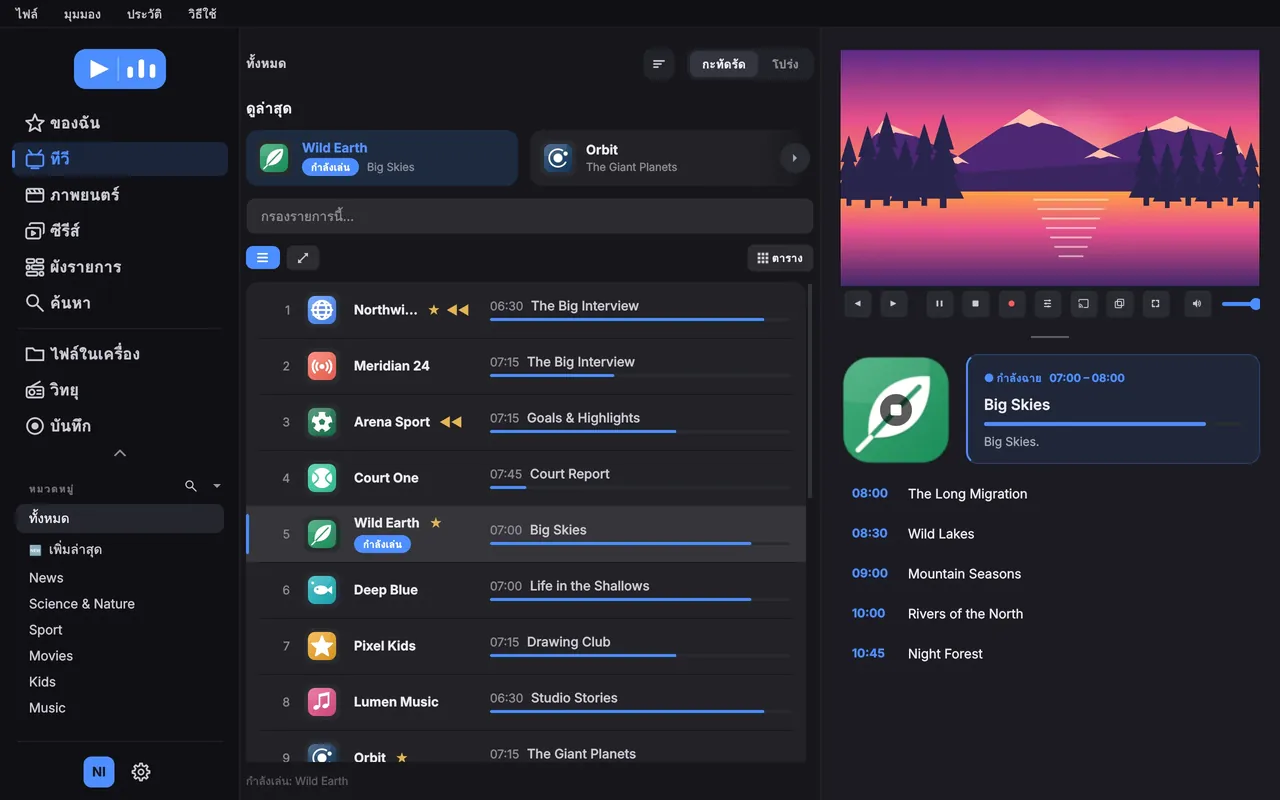 ไฟล์ มุมมอง ประวัติ วิธีใช้
ของฉัน
ทีวี
ภาพยนตร์
ซีรีส์
ผังรายการ
ค้นหา
ไฟล์ในเครื่อง
วิทยุ
บันทึก
หมวดหมู่
ทั้งหมด
เพิ่มล่าสุด
News
Science & Nature
Sport
Movies
Kids
Music
NI
ทั้งหมด
กะทัดรัด โปร่ง
ดูล่าสุด
Wild Earth
กำลังเล่น Big Skies
Orbit
The Giant Planets
กรองรายการนี้...
ตาราง
1 Northwi... 06:30 The Big Interview
2 Meridian 24 07:15 The Big Interview
3 Arena Sport 07:15 Goals & Highlights
4 Court One 07:45 Court Report
5 Wild Earth 07:00 Big Skies
กำลังเล่น
6 Deep Blue 07:00 Life in the Shallows
7 Pixel Kids 07:15 Drawing Club
8 Lumen Music 06:30 Studio Stories
9 Orbit 07:15 The Giant Planets
กำลังเล่น: Wild Earth
กำลังฉาย 07:00 – 08:00
Big Skies
Big Skies.
08:00 The Long Migration
08:30 Wild Lakes
09:00 Mountain Seasons
10:00 Rivers of the North
10:45 Night Forest